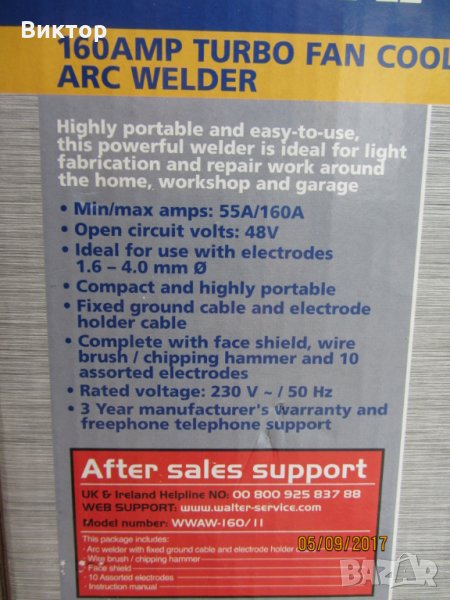 Виктор
160AMP TURBO FAN COOL
ARC WELDER
Highly portable and easy-to-use,
this powerful welder is ideal for light
fabrication and repair work around
the home, workshop and garage
• Min/max amps: 55A/160A
• Open circuit volts: 48V
• Ideal for use with electrodes
1.6 – 4.0 mm Ø
• Compact and highly portable
• Fixed ground cable and electrode
holder cable
• Complete with face shield, wire
brush / chipping hammer and 10
assorted electrodes
• Rated voltage: 230 V ~ / 50 Hz
• 3 Year manufacturer's warranty and
freephone telephone support
After sales support
UK & Ireland Helpline NO: 00 800 925 837 88
WEB SUPPORT: www.walter-service.com
Model number: WWAW-160/11
This package includes:
- Arc welder with fixed ground cable and electrode holder
- Wire brush / chipping hammer
- Face shield
- 10 Assorted electrodes
- Instruction manual
05/09/2017
bazar